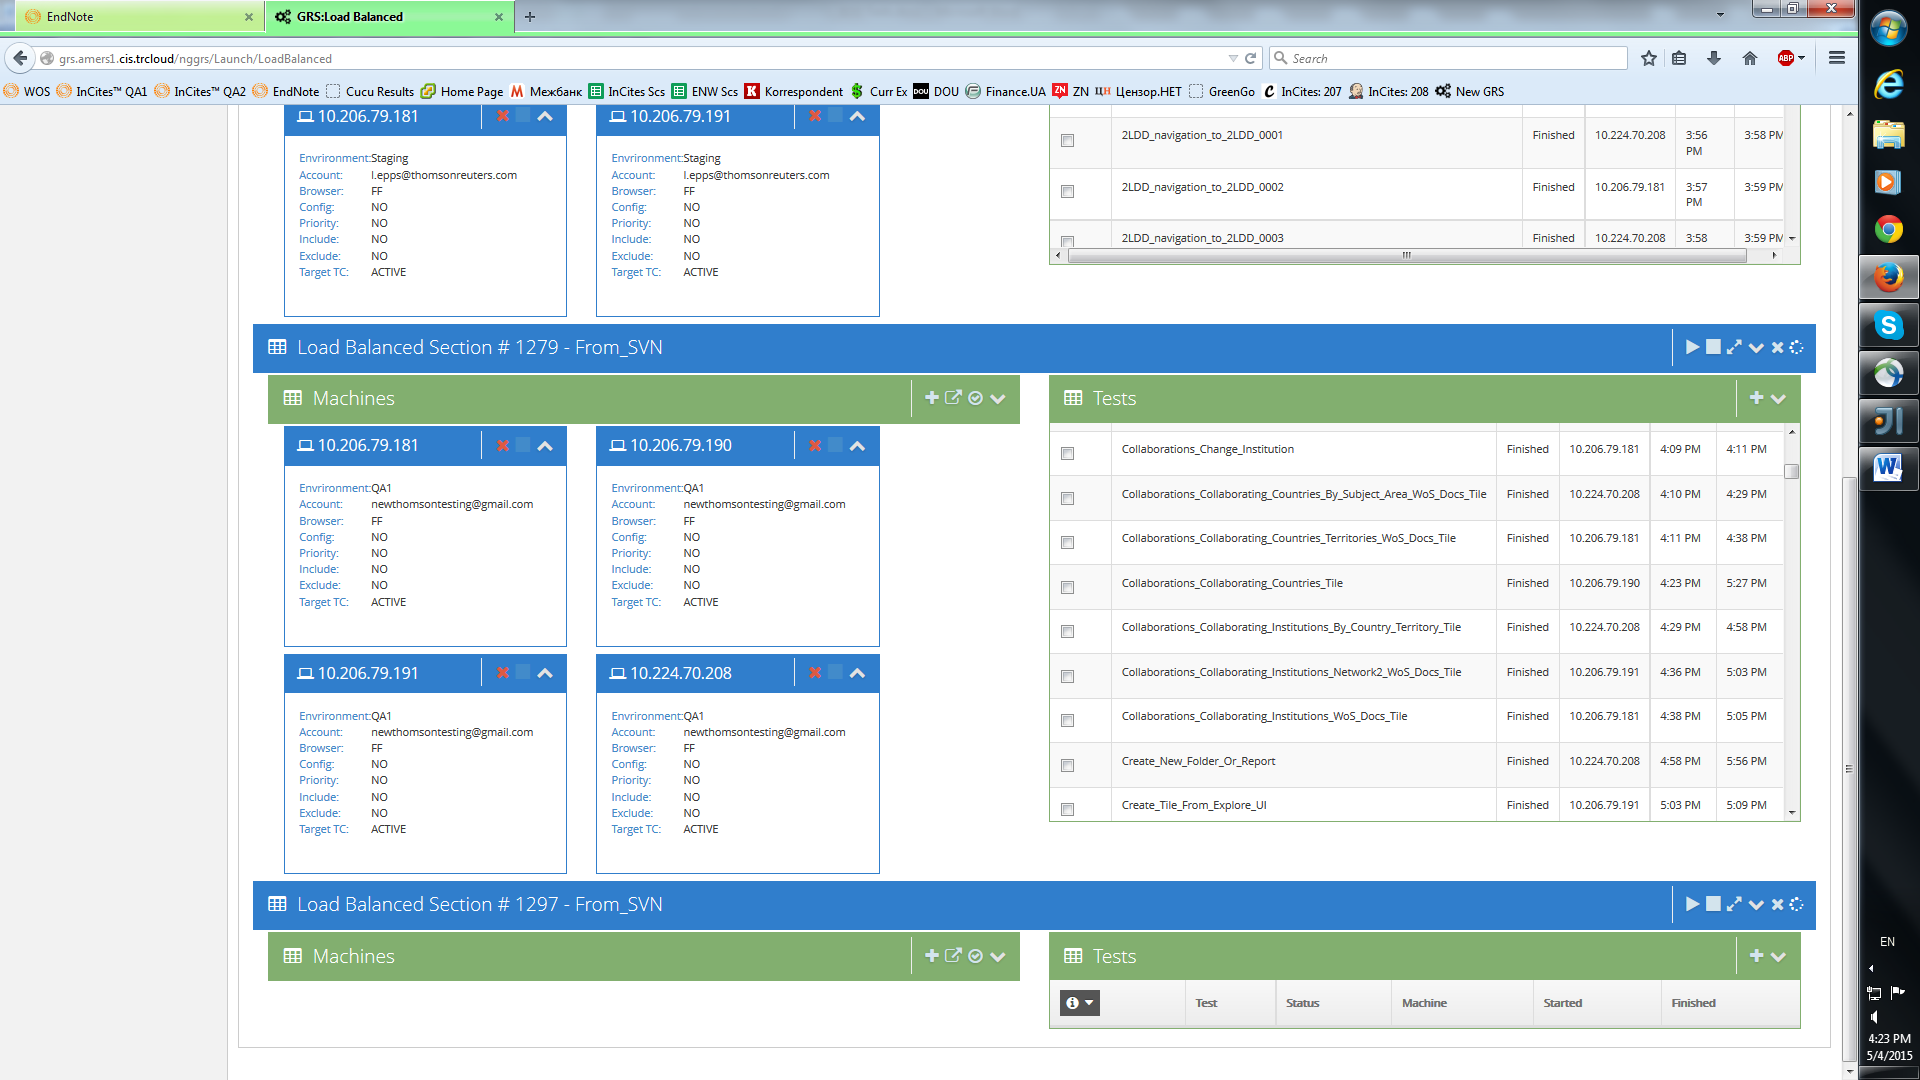 EndNote
GRS:Load Balanced
grs.amers1.cis.trcloud/nggrs/Launch/LoadBalanced
Search
ABP
WOS InCites™ QA1 InCites™ QA2 EndNote Cucu Results Home Page Межбанк InCites Scs ENW Scs Korrespondent Curr Ex DOU Finance.UA ZN Цензор.НЕТ GreenGo InCites: 207 InCites: 208 New GRS
10.206.79.181
Envrironment:Staging
Account: l.epps@thomsonreuters.com
Browser: FF
Config: NO
Priority: NO
Include: NO
Exclude: NO
Target TC: ACTIVE
10.206.79.191
Envrironment:Staging
Account: l.epps@thomsonreuters.com
Browser: FF
Config: NO
Priority: NO
Include: NO
Exclude: NO
Target TC: ACTIVE
2LDD_navigation_to_2LDD_0001 Finished 10.224.70.208 3:56 PM 3:58 PM
2LDD_navigation_to_2LDD_0002 Finished 10.206.79.181 3:57 PM 3:59 PM
2LDD_navigation_to_2LDD_0003 Finished 10.224.70.208 3:58 3:59 PM
Load Balanced Section # 1279 - From_SVN
Machines
10.206.79.181
Envrironment:QA1
Account: newthomsontesting@gmail.com
Browser: FF
Config: NO
Priority: NO
Include: NO
Exclude: NO
Target TC: ACTIVE
10.206.79.190
Envrironment:QA1
Account: newthomsontesting@gmail.com
Browser: FF
Config: NO
Priority: NO
Include: NO
Exclude: NO
Target TC: ACTIVE
10.206.79.191
Envrironment:QA1
Account: newthomsontesting@gmail.com
Browser: FF
Config: NO
Priority: NO
Include: NO
Exclude: NO
Target TC: ACTIVE
10.224.70.208
Envrironment:QA1
Account: newthomsontesting@gmail.com
Browser: FF
Config: NO
Priority: NO
Include: NO
Exclude: NO
Target TC: ACTIVE
Tests
Collaborations_Change_Institution Finished 10.206.79.181 4:09 PM 4:11 PM
Collaborations_Collaborating_Countries_By_Subject_Area_WoS_Docs_Tile Finished 10.224.70.208 4:10 PM 4:29 PM
Collaborations_Collaborating_Countries_Territories_WoS_Docs_Tile Finished 10.206.79.181 4:11 PM 4:38 PM
Collaborations_Collaborating_Countries_Tile Finished 10.206.79.190 4:23 PM 5:27 PM
Collaborations_Collaborating_Institutions_By_Country_Territory_Tile Finished 10.224.70.208 4:29 PM 4:58 PM
Collaborations_Collaborating_Institutions_Network2_WoS_Docs_Tile Finished 10.206.79.191 4:36 PM 5:03 PM
Collaborations_Collaborating_Institutions_WoS_Docs_Tile Finished 10.206.79.181 4:38 PM 5:05 PM
Create_New_Folder_Or_Report Finished 10.224.70.208 4:58 PM 5:56 PM
Create_Tile_From_Explore_UI Finished 10.206.79.191 5:03 PM 5:09 PM
Load Balanced Section # 1297 - From_SVN
Machines
Tests
Test Status Machine Started Finished
EN
4:23 PM
5/4/2015